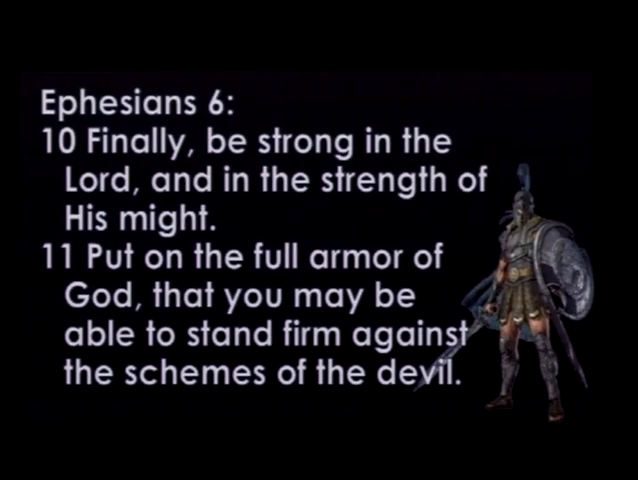 Ephesians 6:
10 Finally, be strong in the
Lord, and in the strength of
His might.
11 Put on the full armor of
God, that you may be
able to stand firm against
the schemes of the devil.